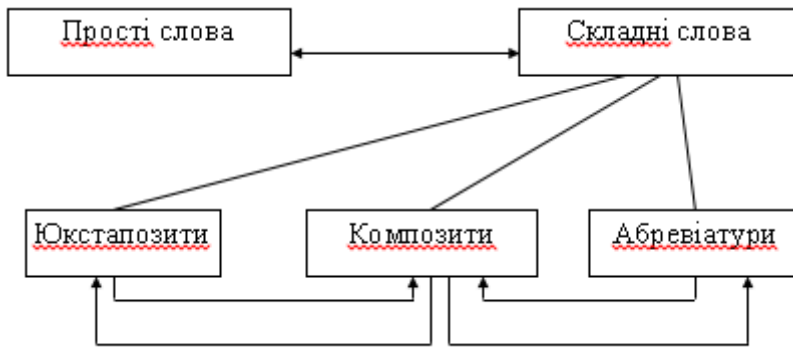 Прості слова
Складні слова
Юкстапозити
Композити
Абревіатури